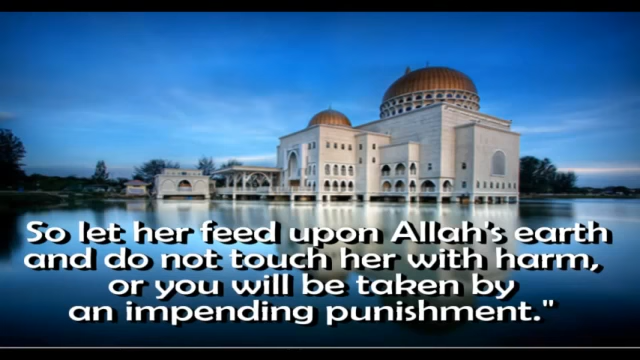 So let her feed upon Allah's earth
and do not touch her with harm,
or you will be taken by
an impending punishment."